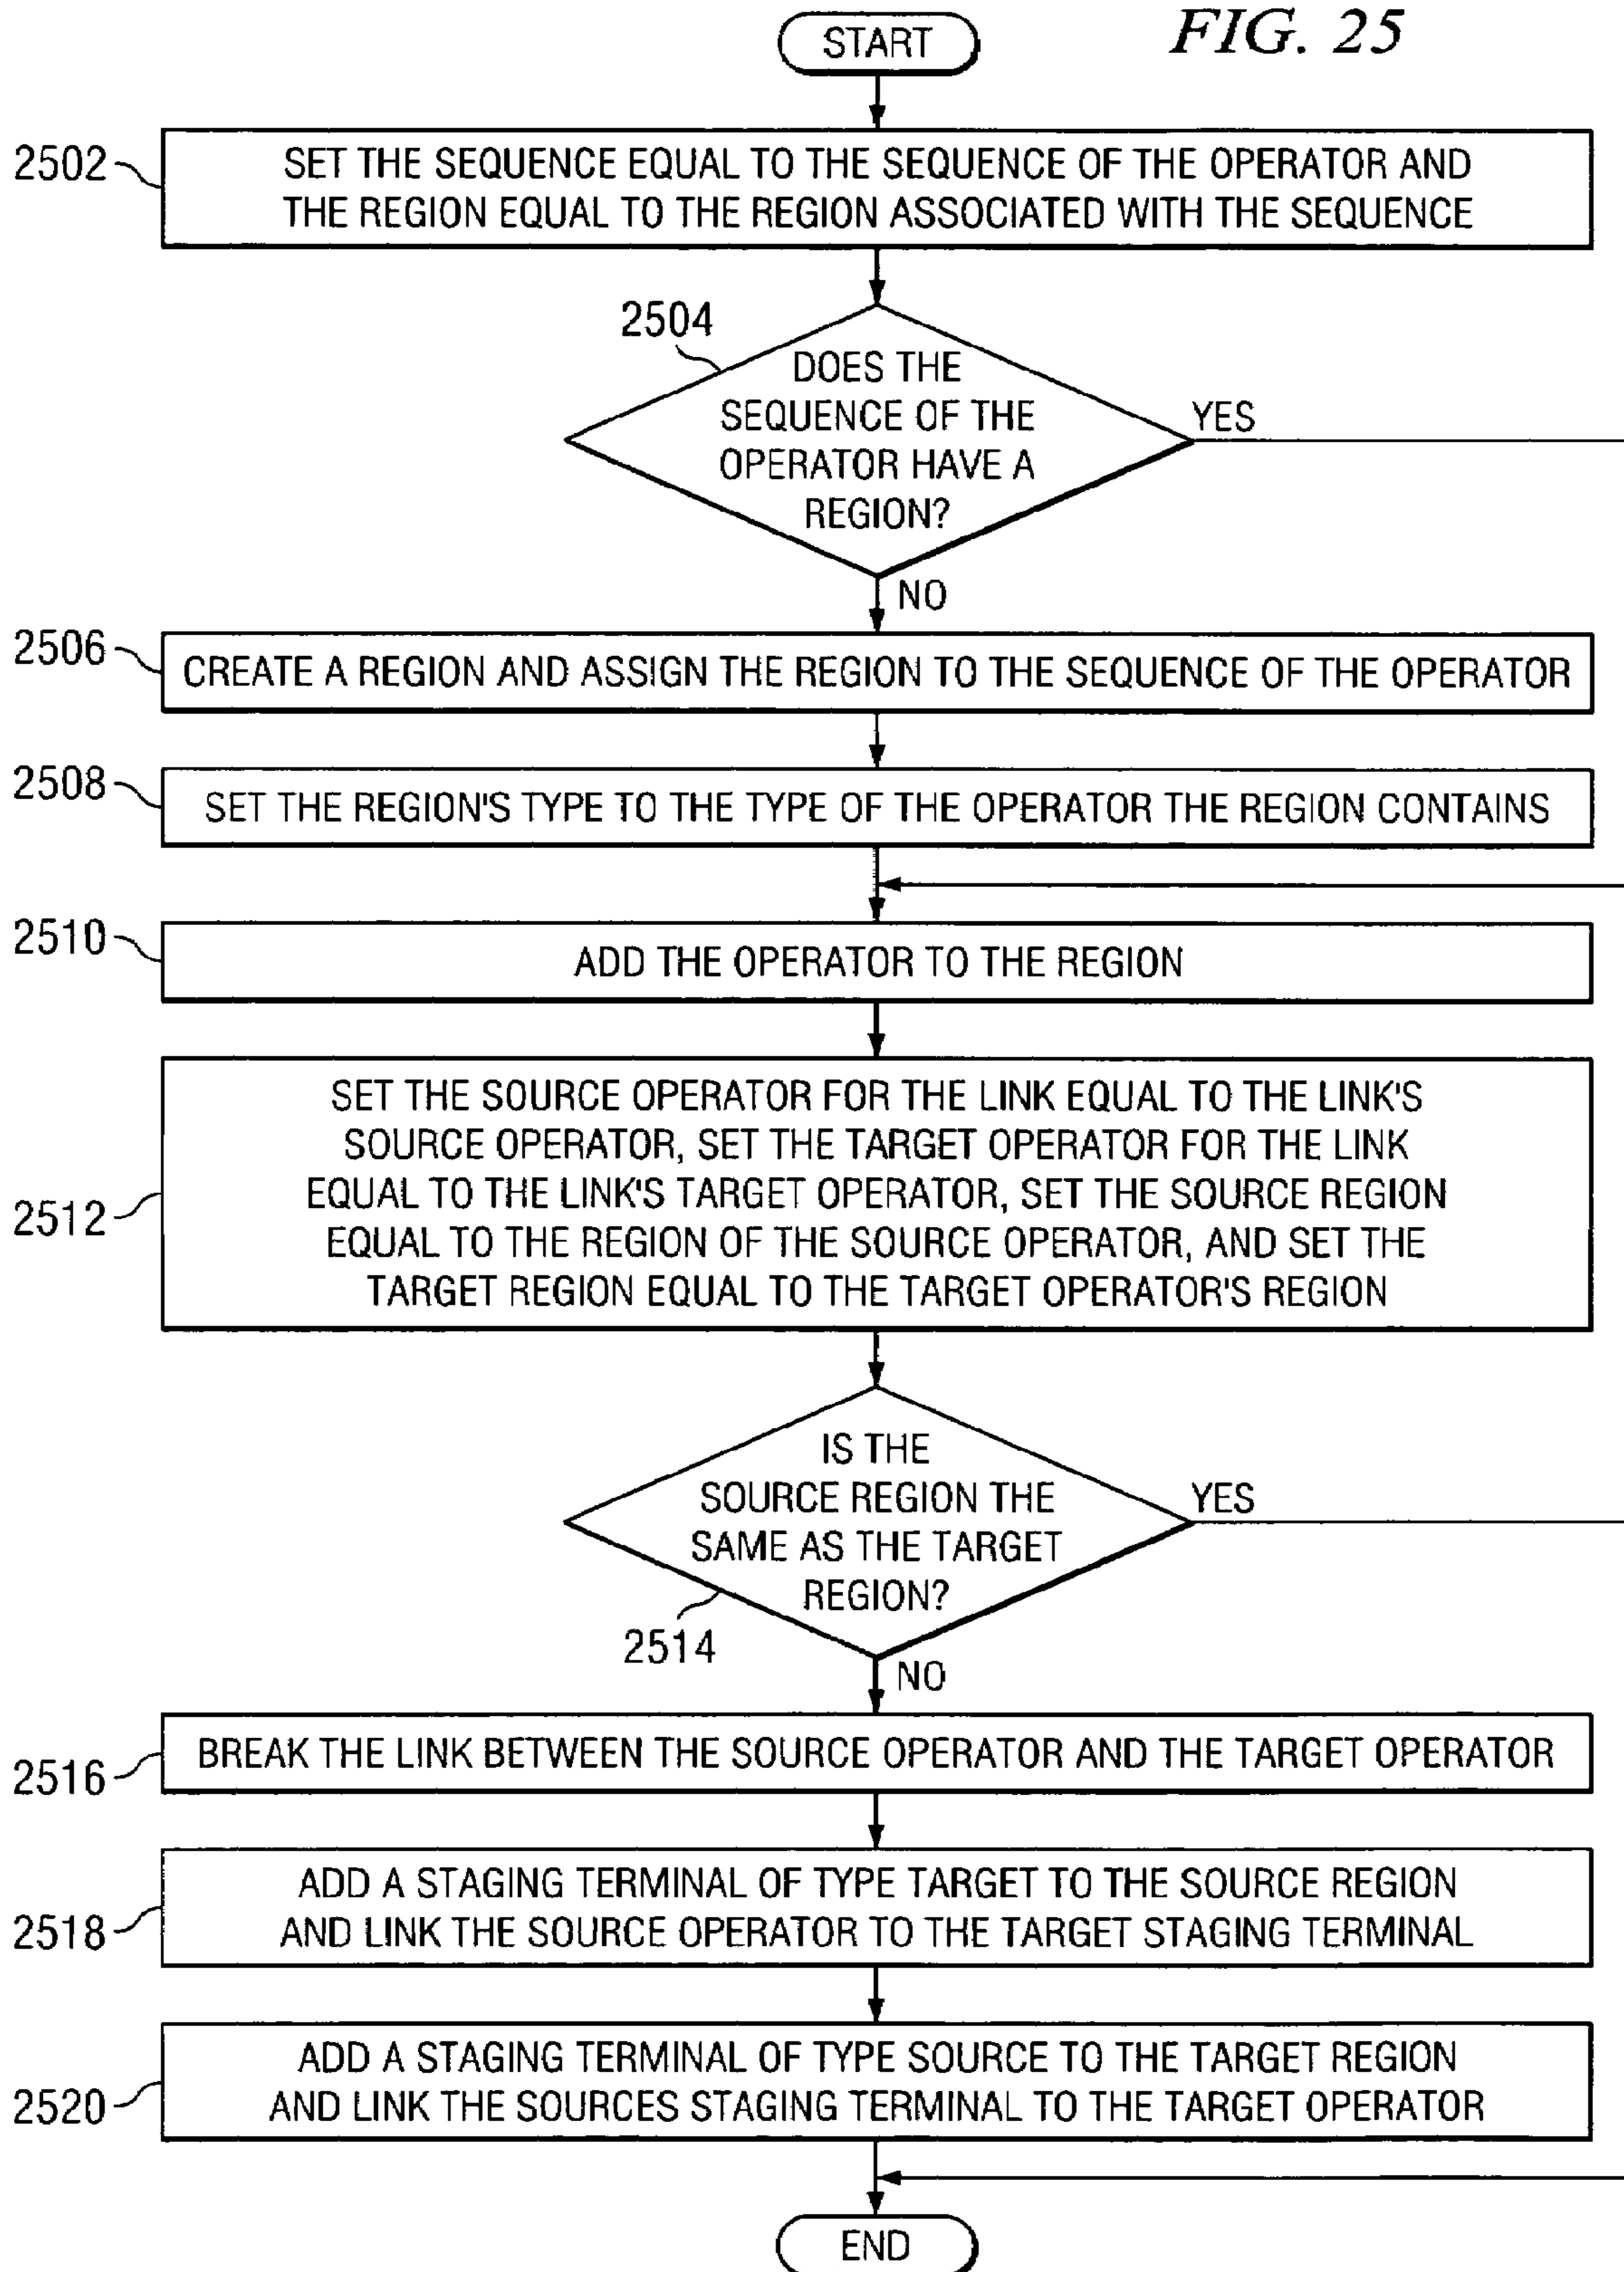 FIG. 25
START
2502
SET THE SEQUENCE EQUAL TO THE SEQUENCE OF THE OPERATOR AND
THE REGION EQUAL TO THE REGION ASSOCIATED WITH THE SEQUENCE
2504
DOES THE
SEQUENCE OF THE
OPERATOR HAVE A
REGION?
YES
NO
2506
CREATE A REGION AND ASSIGN THE REGION TO THE SEQUENCE OF THE OPERATOR
2508
SET THE REGION'S TYPE TO THE TYPE OF THE OPERATOR THE REGION CONTAINS
2510
ADD THE OPERATOR TO THE REGION
2512
SET THE SOURCE OPERATOR FOR THE LINK EQUAL TO THE LINK'S
SOURCE OPERATOR, SET THE TARGET OPERATOR FOR THE LINK
EQUAL TO THE LINK'S TARGET OPERATOR, SET THE SOURCE REGION
EQUAL TO THE REGION OF THE SOURCE OPERATOR, AND SET THE
TARGET REGION EQUAL TO THE TARGET OPERATOR'S REGION
IS THE
SOURCE REGION THE
SAME AS THE TARGET
REGION?
YES
2514
NO
2516
BREAK THE LINK BETWEEN THE SOURCE OPERATOR AND THE TARGET OPERATOR
2518
ADD A STAGING TERMINAL OF TYPE TARGET TO THE SOURCE REGION
AND LINK THE SOURCE OPERATOR TO THE TARGET STAGING TERMINAL
2520
ADD A STAGING TERMINAL OF TYPE SOURCE TO THE TARGET REGION
AND LINK THE SOURCES STAGING TERMINAL TO THE TARGET OPERATOR
END